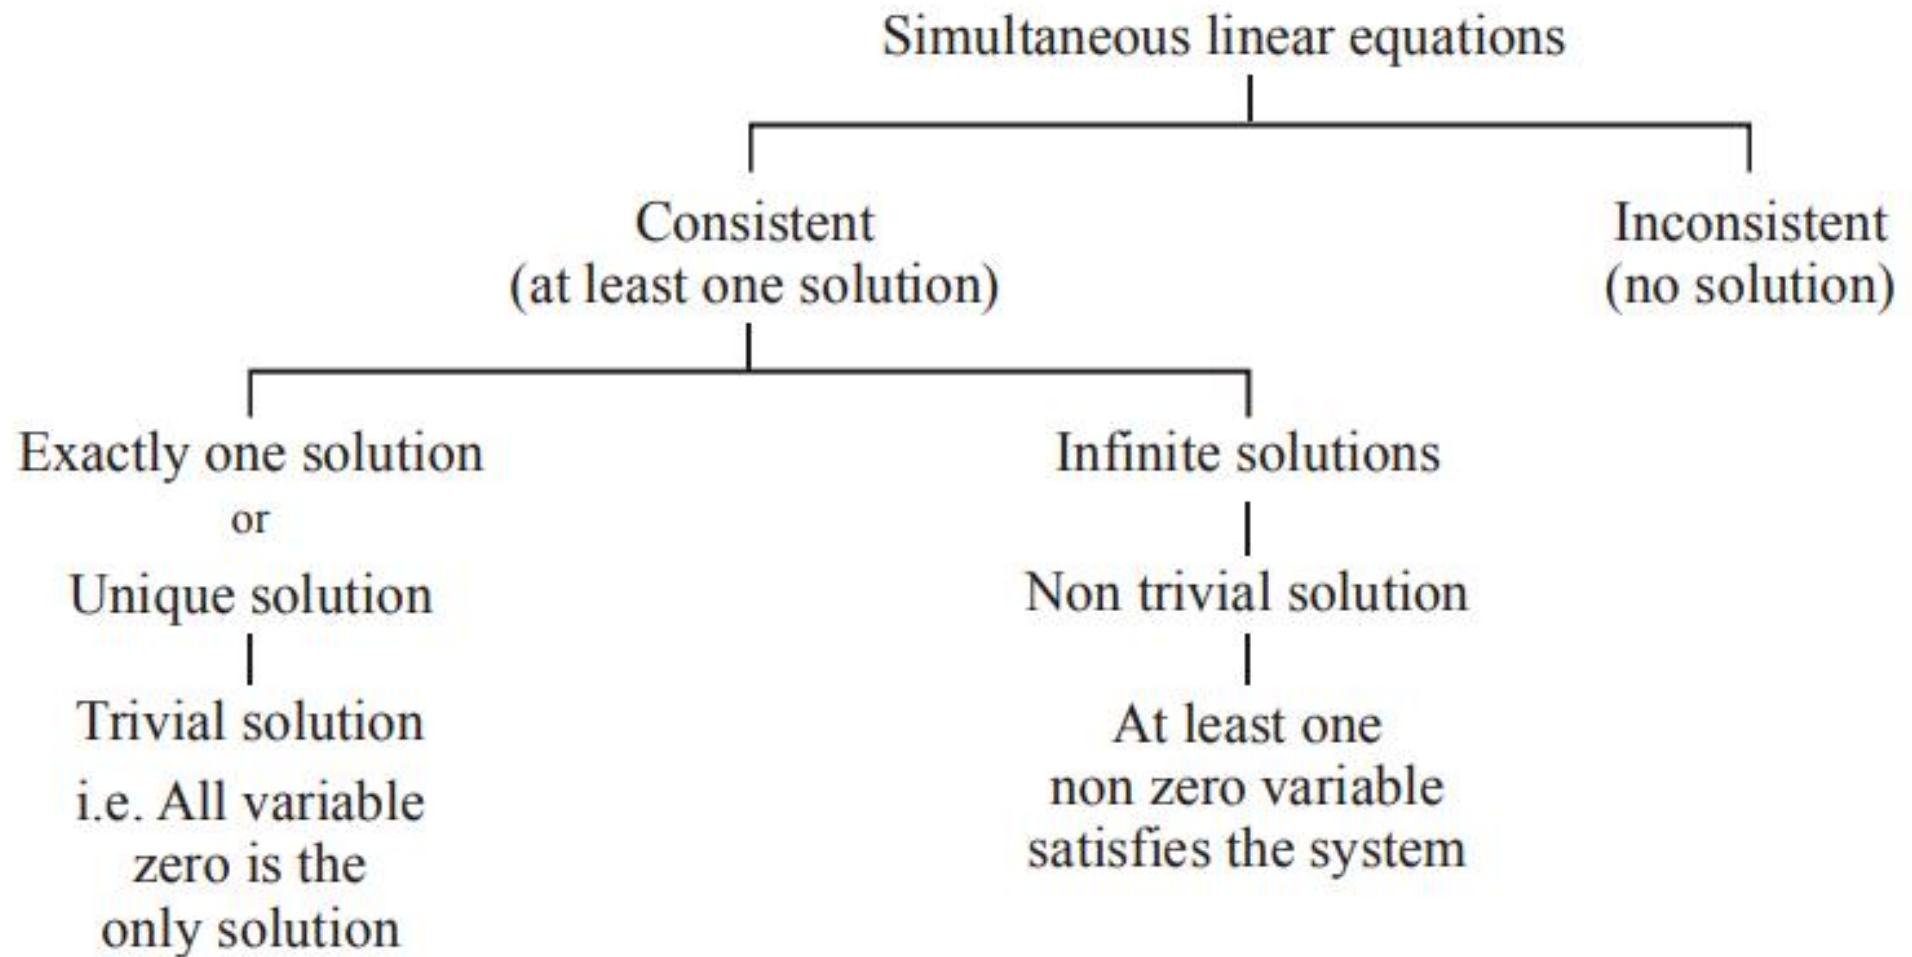 Simultaneous linear equations
Consistent
(at least one solution)
Inconsistent
(no solution)
Exactly one solution
or
Unique solution
Trivial solution
i.e. All variable
zero is the
only solution
Infinite solutions
Non trivial solution
At least one
non zero variable
satisfies the system